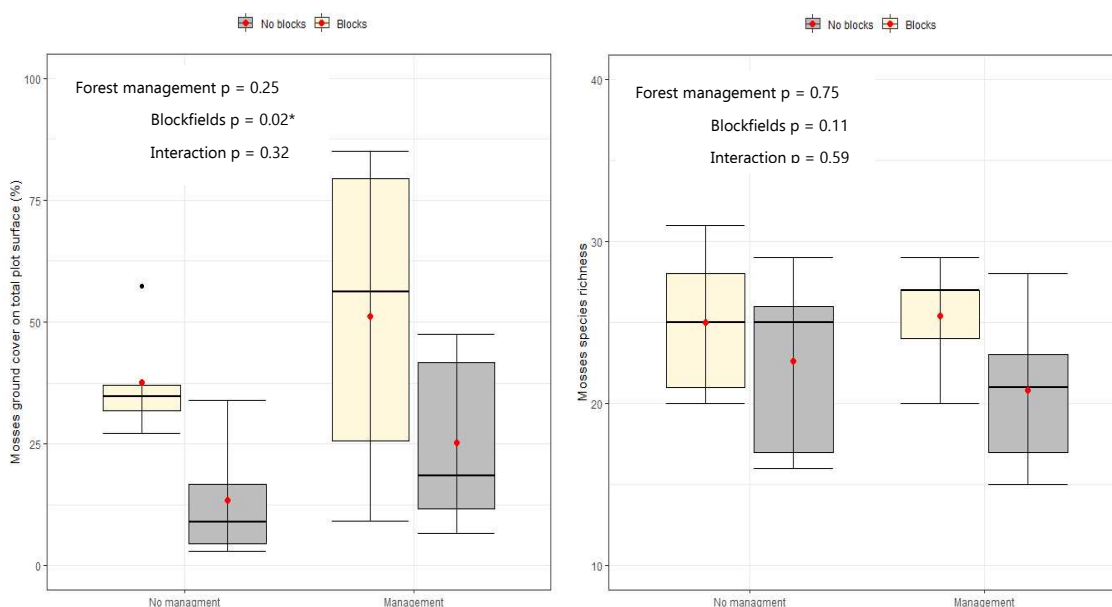 No blocks Blocks
Mosses ground cover on total plot surface (%)
100
75
50
25
0
Forest management p = 0.25
Blockfields p = 0.02*
Interaction p = 0.32
No managment Management
No blocks Blocks
Mosses species richness
40
30
20
10
Forest management p = 0.75
Blockfields p = 0.11
Interaction p = 0.59
No managment Management